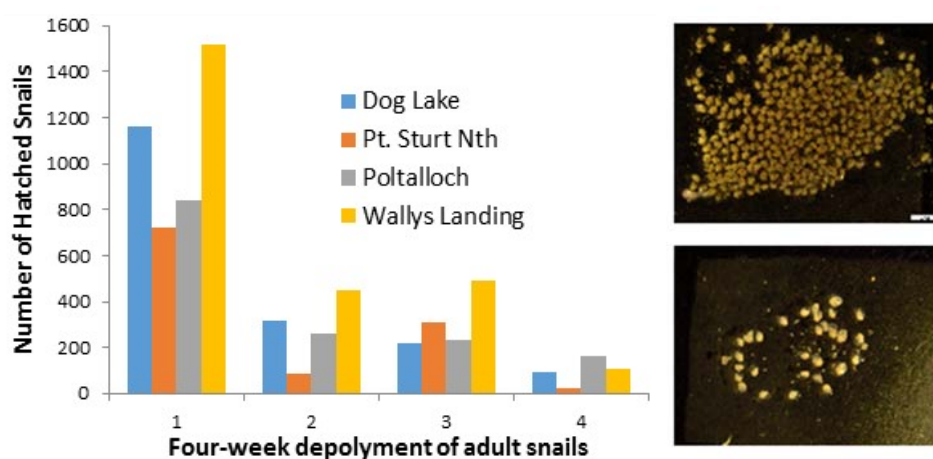 1600
1400
1200
1000
800
600
400
200
0
Number of Hatched Snails
Dog Lake
Pt. Sturt Nth
Poltalloch
Wallys Landing
1 2 3 4
Four-week depolyment of adult snails